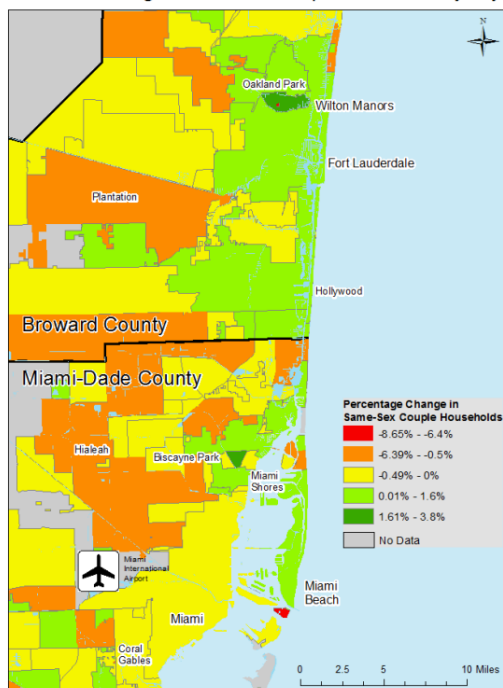 Oakland Park
Wilton Manors
Fort Lauderdale
Plantation
Hollywood
Broward County
Miami-Dade County
Percentage Change in
Same-Sex Couple Households
-8.65% - -6.4%
-6.39% - -0.5%
-0.49% - 0%
0.01% - 1.6%
1.61% - 3.8%
No Data
Hialeah
Biscayne Park
Miami
Shores
Miami
International
Airport
Miami
Beach
Miami
Coral
Gables
0 2.5 5 10 Miles